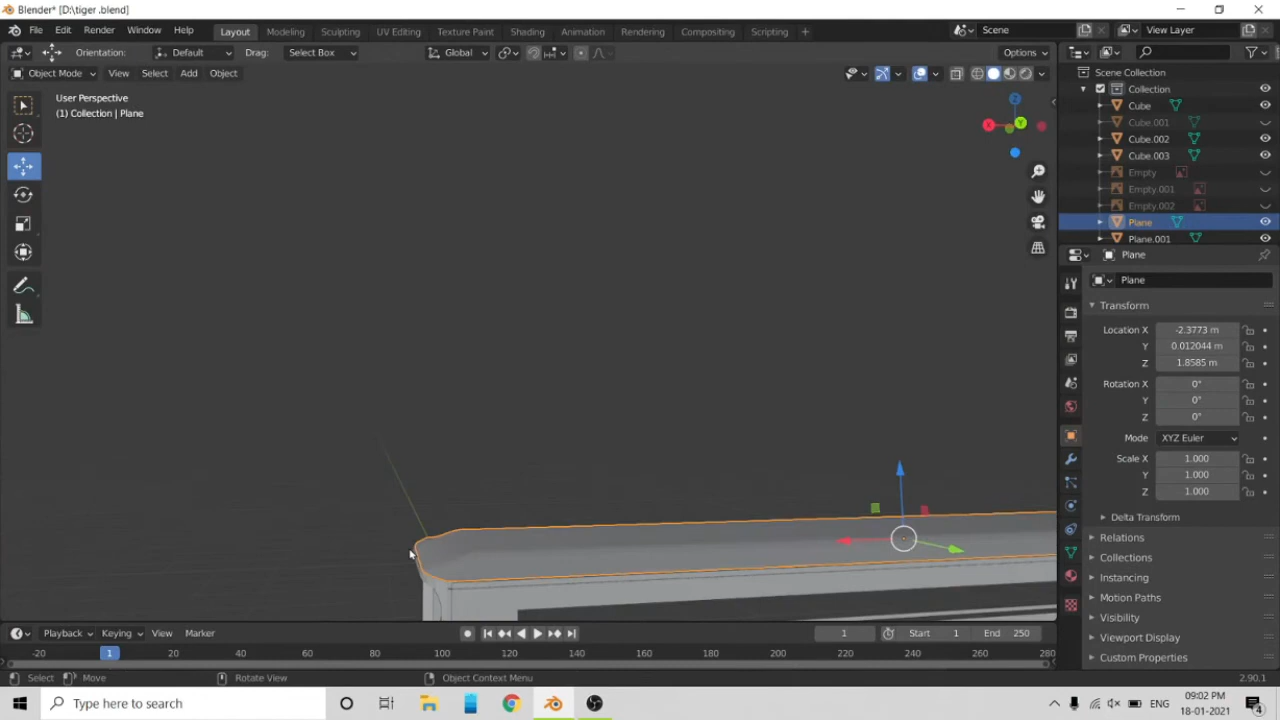 Blender* [D:\tiger .blend]
File Edit Render Window Help Layout Modeling Sculpting UV Editing Texture Paint Shading Animation Rendering Compositing Scripting + Scene View Layer
Orientation: Default Drag: Select Box Global Options
Object Mode View Select Add Object
User Perspective
(1) Collection | Plane
X Y Z
Scene Collection
Collection
Cube
Cube.001
Cube.002
Cube.003
Empty
Empty.001
Empty.002
Plane
Plane.001
Plane
Plane
Transform
Location X -2.3773 m
Y 0.012044 m
Z 1.8585 m
Rotation X 0°
Y 0°
Z 0°
Mode XYZ Euler
Scale X 1.000
Y 1.000
Z 1.000
Delta Transform
Relations
Collections
Instancing
Motion Paths
Visibility
Viewport Display
Custom Properties
Playback Keying View Marker 1 Start 1 End 250
-20 1 20 40 60 80 100 120 140 160 180 200 220 240 260 280
Select Move Rotate View Object Context Menu 2.90.1
Type here to search ENG 09:02 PM
18-01-2021 4